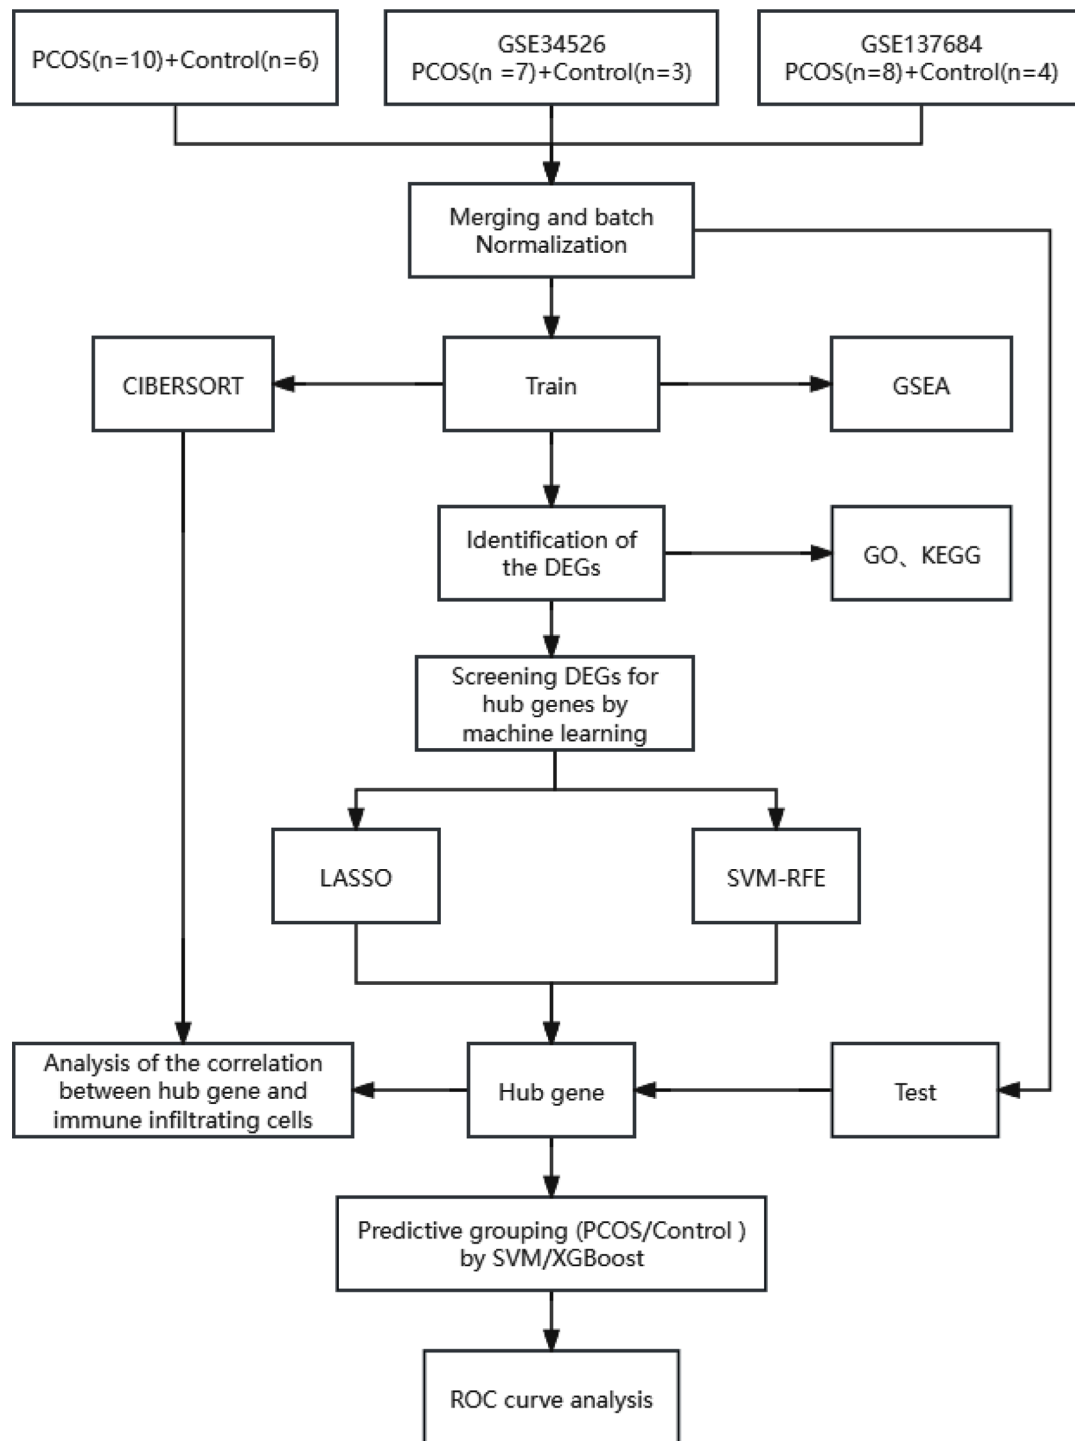 PCOS(n=10)+Control(n=6)
GSE34526
PCOS(n =7)+Control(n=3)
GSE137684
PCOS(n=8)+Control(n=4)
Merging and batch
Normalization
CIBERSORT
Train
GSEA
Identification of
the DEGs
GO、KEGG
Screening DEGs for
hub genes by
machine learning
LASSO
SVM-RFE
Analysis of the correlation
between hub gene and
immune infiltrating cells
Hub gene
Test
Predictive grouping (PCOS/Control )
by SVM/XGBoost
ROC curve analysis